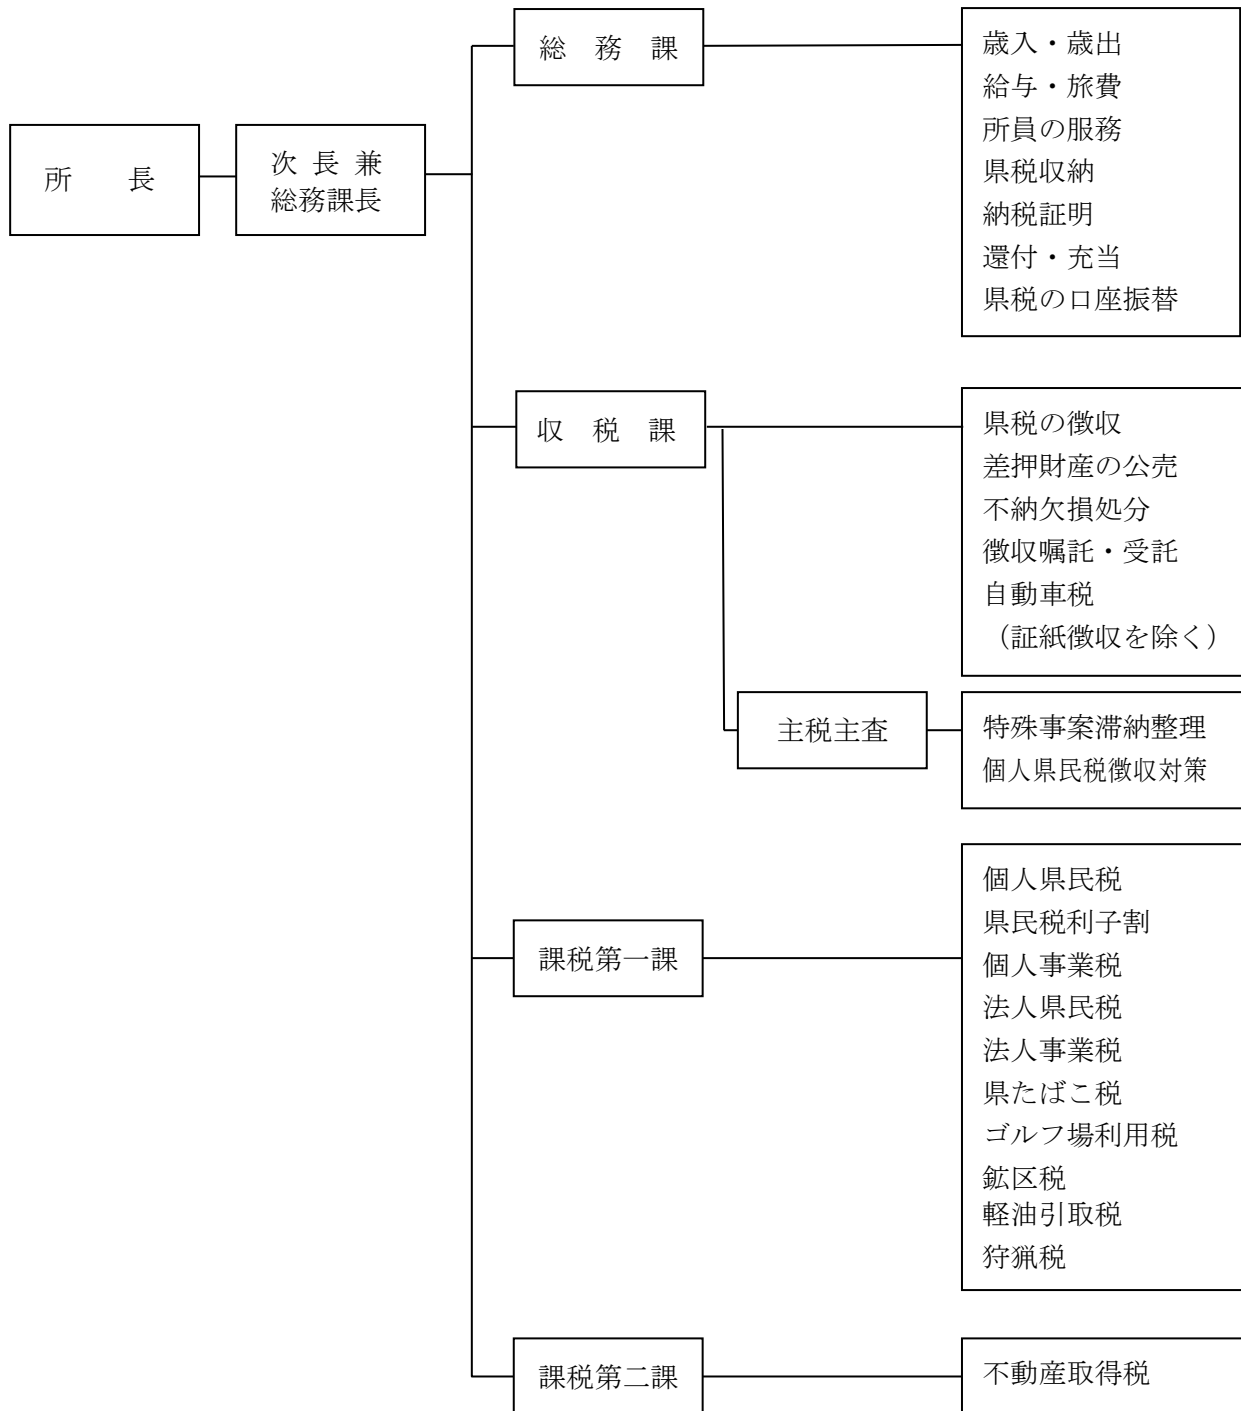 所　　長
次 長 兼
総務課長
総　務　課
歳入・歳出
給与・旅費
所員の服務
県税収納
納税証明
還付・充当
県税の口座振替
収　税　課
県税の徴収
差押財産の公売
不納欠損処分
徴収嘱託・受託
自動車税
（証紙徴収を除く）
主税主査
特殊事案滞納整理
個人県民税徴収対策
課税第一課
個人県民税
県民税利子割
個人事業税
法人県民税
法人事業税
県たばこ税
ゴルフ場利用税
鉱区税
軽油引取税
狩猟税
課税第二課
不動産取得税